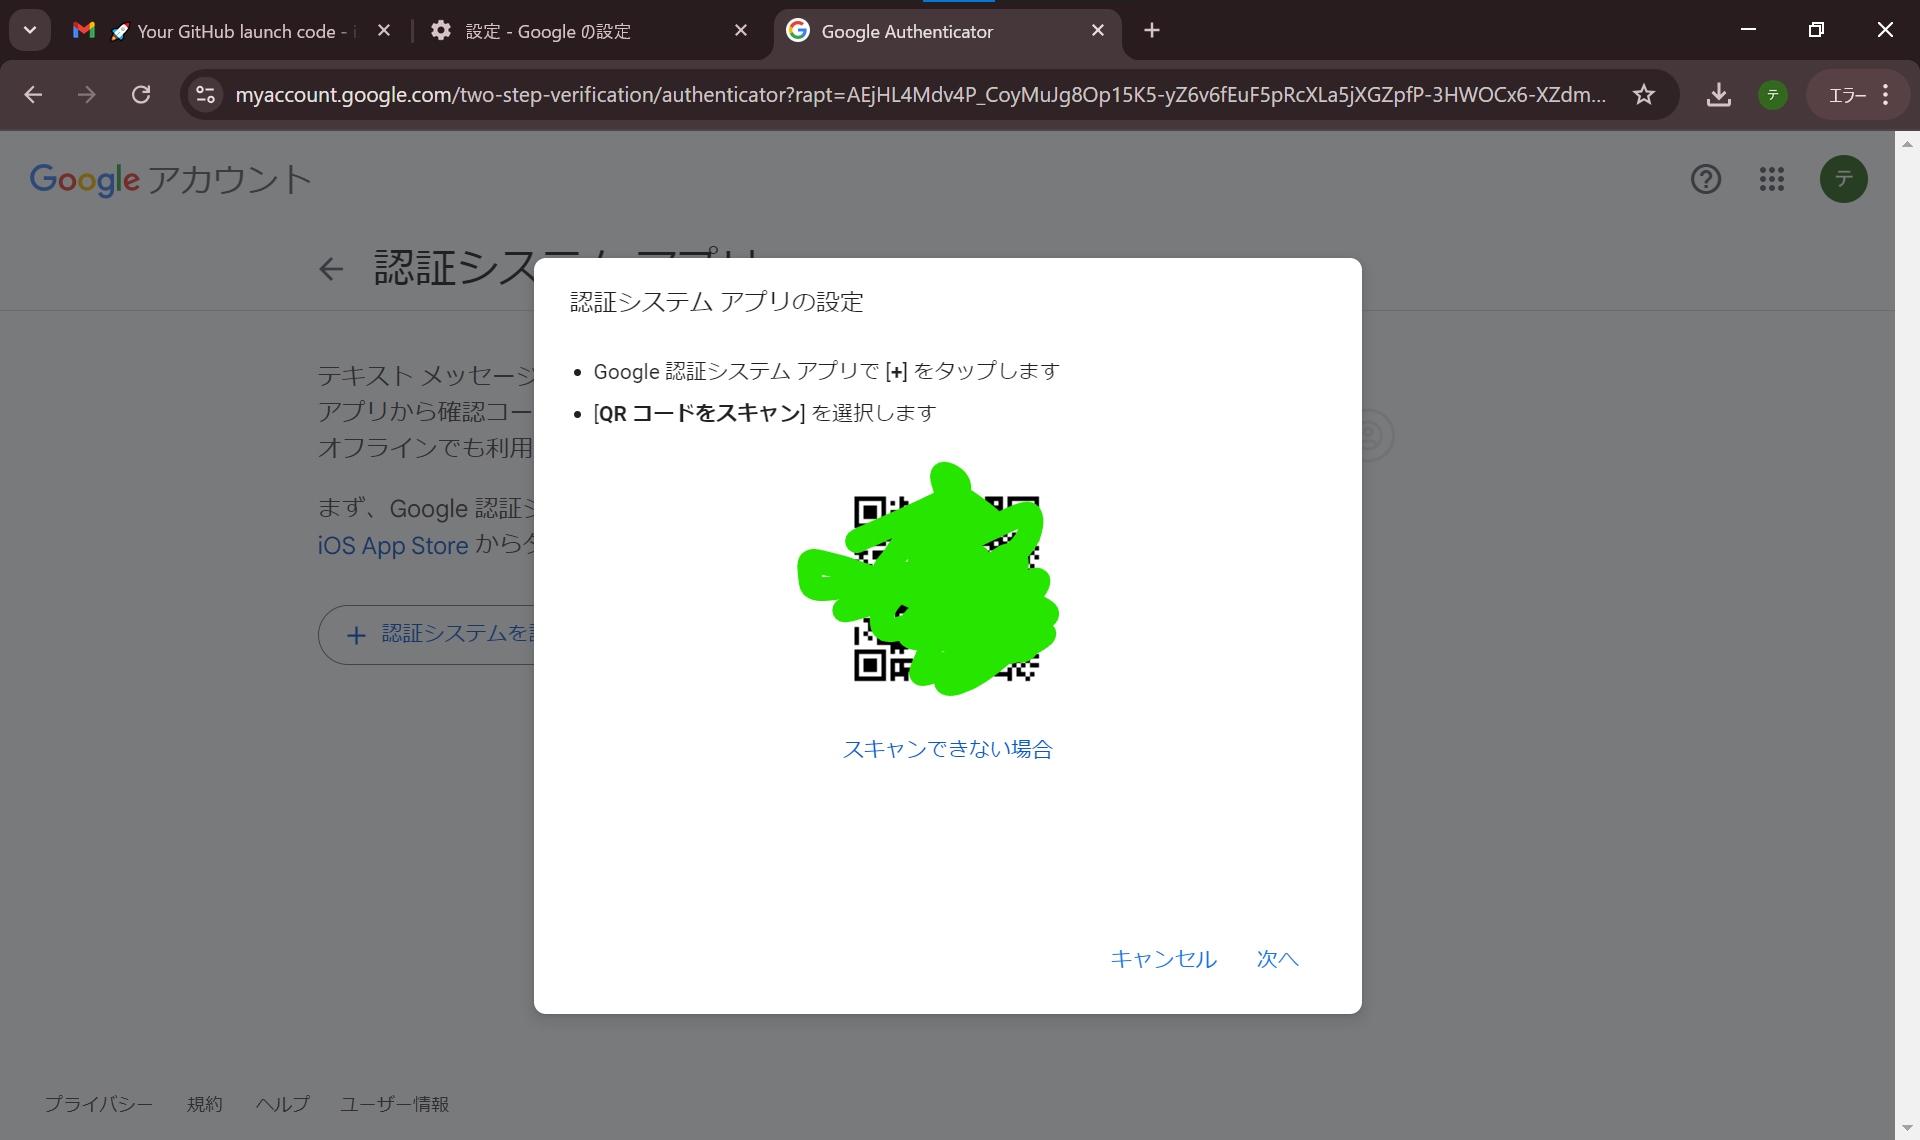 Your GitHub launch code -
設定 - Google の設定
Google Authenticator
myaccount.google.com/two-step-verification/authenticator?rapt=AEjHL4Mdv4P_CoyMuJg8Op15K5-yZ6v6fEuF5pRcXLa5jXGZpfP-3HWOCx6-XZdm...
テ
エラー
Google アカウント
テ
認証システム アプリ
認証システム アプリの設定
テキスト メッセージ
アプリから確認コー
オフラインでも利用
まず、Google 認証シ
iOS App Store から
認証システムを
Google 認証システム アプリで [+] をタップします
[QR コードをスキャン] を選択します
スキャンできない場合
キャンセル
次へ
プライバシー
規約
ヘルプ
ユーザー情報